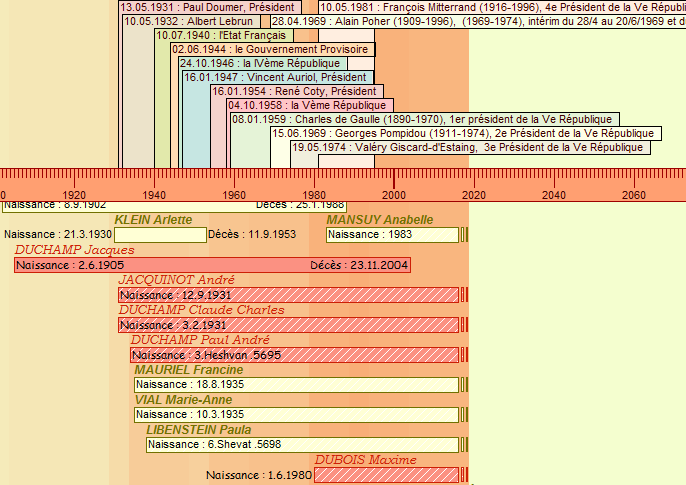 13.05.1931 : Paul Doumer, Président
10.05.1981 : François Mitterrand (1916-1996), 4e Président de la Ve Républi
10.05.1932 : Albert Lebrun
28.04.1969 : Alain Poher (1909-1996), (1969-1974), intérim du 28/4 au 20/6/1969 et d
10.07.1940 : l'Etat Français
02.06.1944 : le Gouvernement Provisoire
24.10.1946 : la IVème République
16.01.1947 : Vincent Auriol, Président
16.01.1954 : René Coty, Président
04.10.1958 : la Vème République
08.01.1959 : Charles de Gaulle (1890-1970), 1er président de la Ve République
15.06.1969 : Georges Pompidou (1911-1974), 2e Président de la Ve République
19.05.1974 : Valéry Giscard-d'Estaing, 3e Président de la Ve République
0 1920 1940 1960 1980 2000 2020 2040 2060
Naissance : 8.9.1902 Décès : 25.1.1988
KLEIN Arlette MANSUY Anabelle
Naissance : 21.3.1930 Décès : 11.9.1953 Naissance : 1983
DUCHAMP Jacques
Naissance : 2.6.1905 Décès : 23.11.2004
JACQUINOT André
Naissance : 12.9.1931
DUCHAMP Claude Charles
Naissance : 3.2.1931
DUCHAMP Paul André
Naissance : 3.Heshvan .5695
MAURIEL Francine
Naissance : 18.8.1935
VIAL Marie-Anne
Naissance : 10.3.1935
LIBENSTEIN Paula
Naissance : 6.Shevat .5698
DUBOIS Maxime
Naissance : 1.6.1980